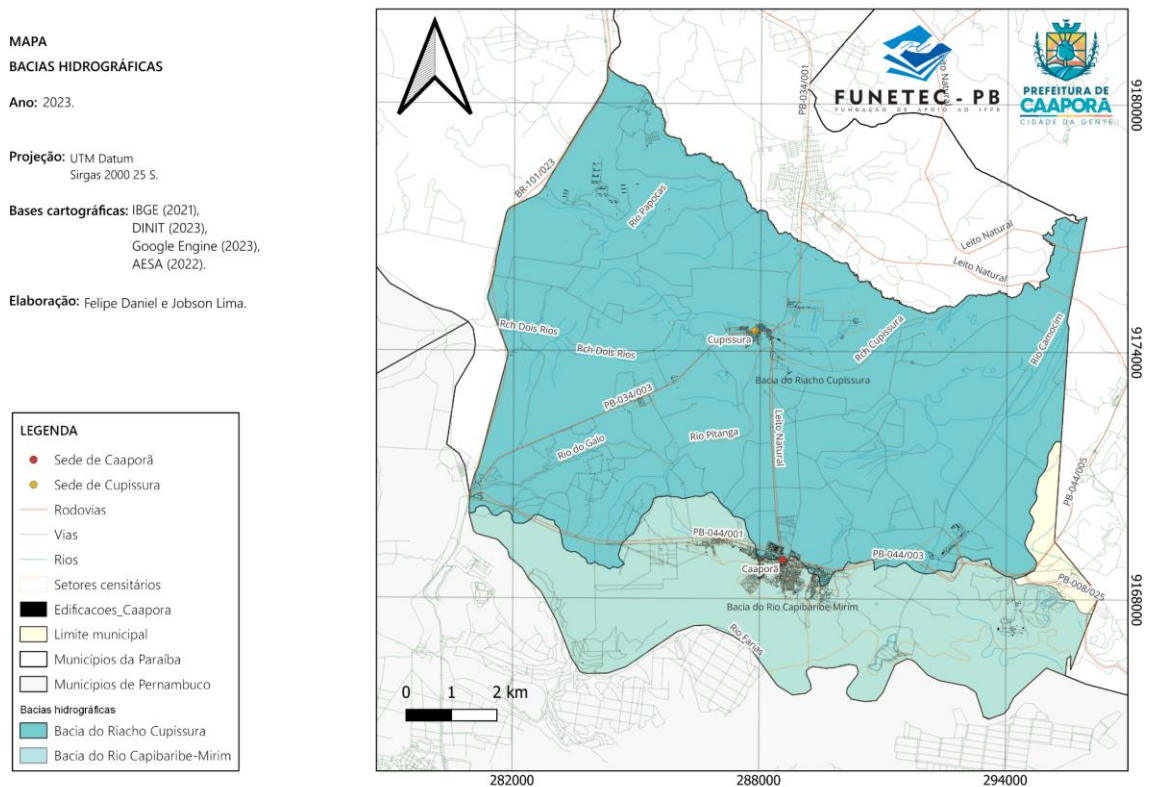 MAPA
BACIAS HIDROGRÁFICAS
Ano: 2023.
Projeção: UTM Datum
Sirgas 2000 25 S.
Bases cartográficas: IBGE (2021),
DINIT (2023),
Google Engine (2023),
AESA (2022).
Elaboração: Felipe Daniel e Jobson Lima.
LEGENDA
Sede de Caaporã
Sede de Cupissura
Rodovias
Vias
Rios
Setores censitários
Edificacoes_Caapora
Limite municipal
Municípios da Paraíba
Municipios de Pernambuco
Bacias hidrográficas
Bacia do Riacho Cupissura
Bacia do Rio Capibaribe-Mirim
FUNETEC - PB
FUNDAÇÃO DE APOIO AO IFPB
PREFEITURA DE
CAAPORÃ
CIDADE DA GENTE
PB-034/001
BR-101/023
Rio Papocas
Leito Natural
Leito Natural
Rch Dois Rios
Rch Dois Rios
Cupissura
Rch Cupissura
Rio Camocim
Bacia do Riacho Cupissura
PB-034/003
Rio do Galo
Rio Pitanga
Leito Natural
PB-044/005
PB-044/001
PB-044/003
Caaporã
PB-008/025
Bacia do Rio Capibaribe-Mirim
Rio Farias
0 1 2 km
9180000
9174000
9168000
282000
288000
294000